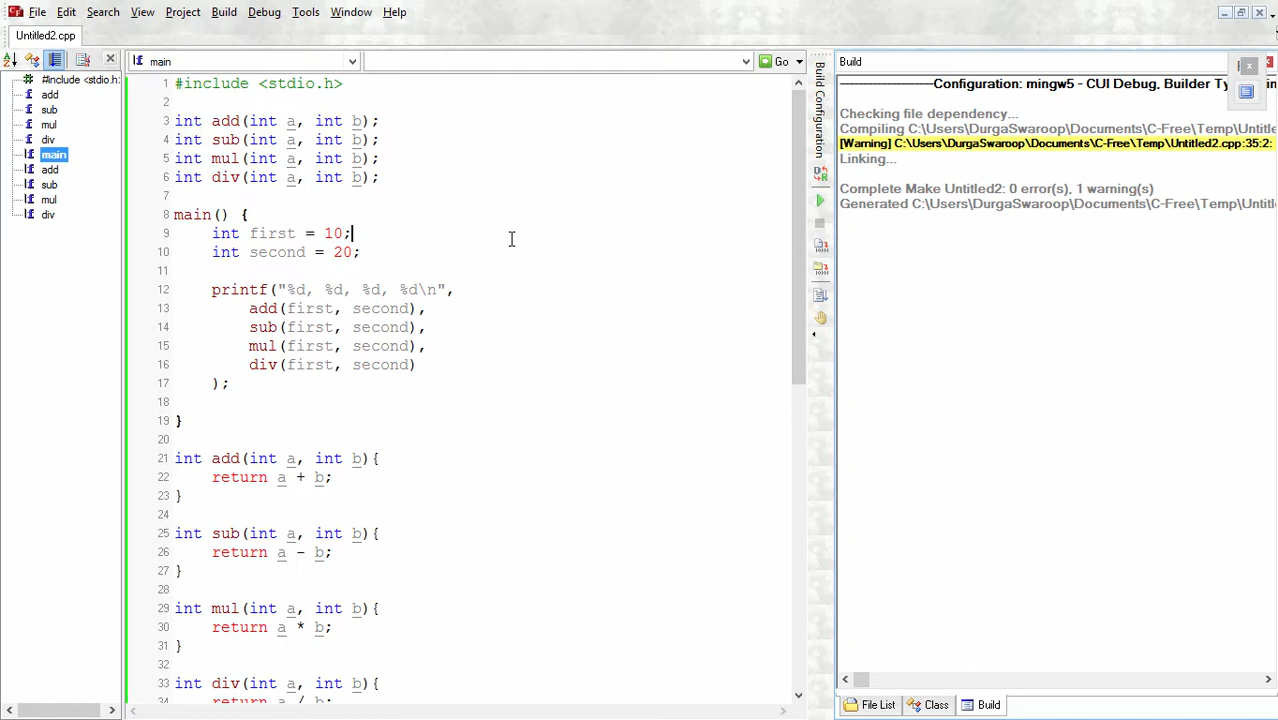 File Edit Search View Project Build Debug Tools Window Help
Untitled2.cpp
main
Go
#include <stdio.h>
add
sub
mul
div
main
add
sub
mul
div
1 #include <stdio.h>
2
3 int add(int a, int b);
4 int sub(int a, int b);
5 int mul(int a, int b);
6 int div(int a, int b);
7
8 main() {
9 int first = 10;
10 int second = 20;
11
12 printf("%d, %d, %d, %d\n",
13 add(first, second),
14 sub(first, second),
15 mul(first, second),
16 div(first, second)
17 );
18
19 }
20
21 int add(int a, int b){
22 return a + b;
23 }
24
25 int sub(int a, int b){
26 return a - b;
27 }
28
29 int mul(int a, int b){
30 return a * b;
31 }
32
33 int div(int a, int b){
34 return a / b;
Build Configuration
Build
--------------------Configuration: mingw5 - CUI Debug, Builder Ty
Checking file dependency...
Compiling C:\Users\DurgaSwaroop\Documents\C-Free\Temp\Untitle
[Warning] C:\Users\DurgaSwaroop\Documents\C-Free\Temp\Untitled2.cpp:35:2:
Linking...
Complete Make Untitled2: 0 error(s), 1 warning(s)
Generated C:\Users\DurgaSwaroop\Documents\C-Free\Temp\Untitle
File List Class Build